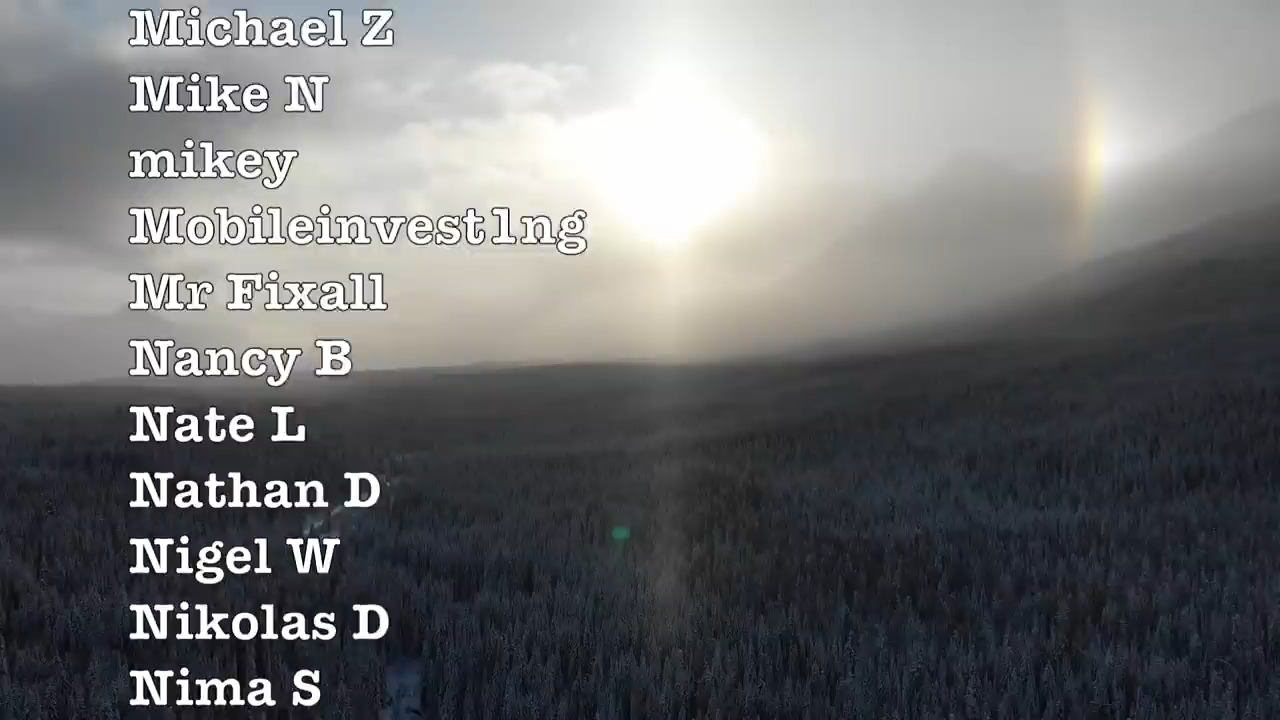 Michael Z
Mike N
mikey
Mobileinvest1ng
Mr Fixall
Nancy B
Nate L
Nathan D
Nigel W
Nikolas D
Nima S